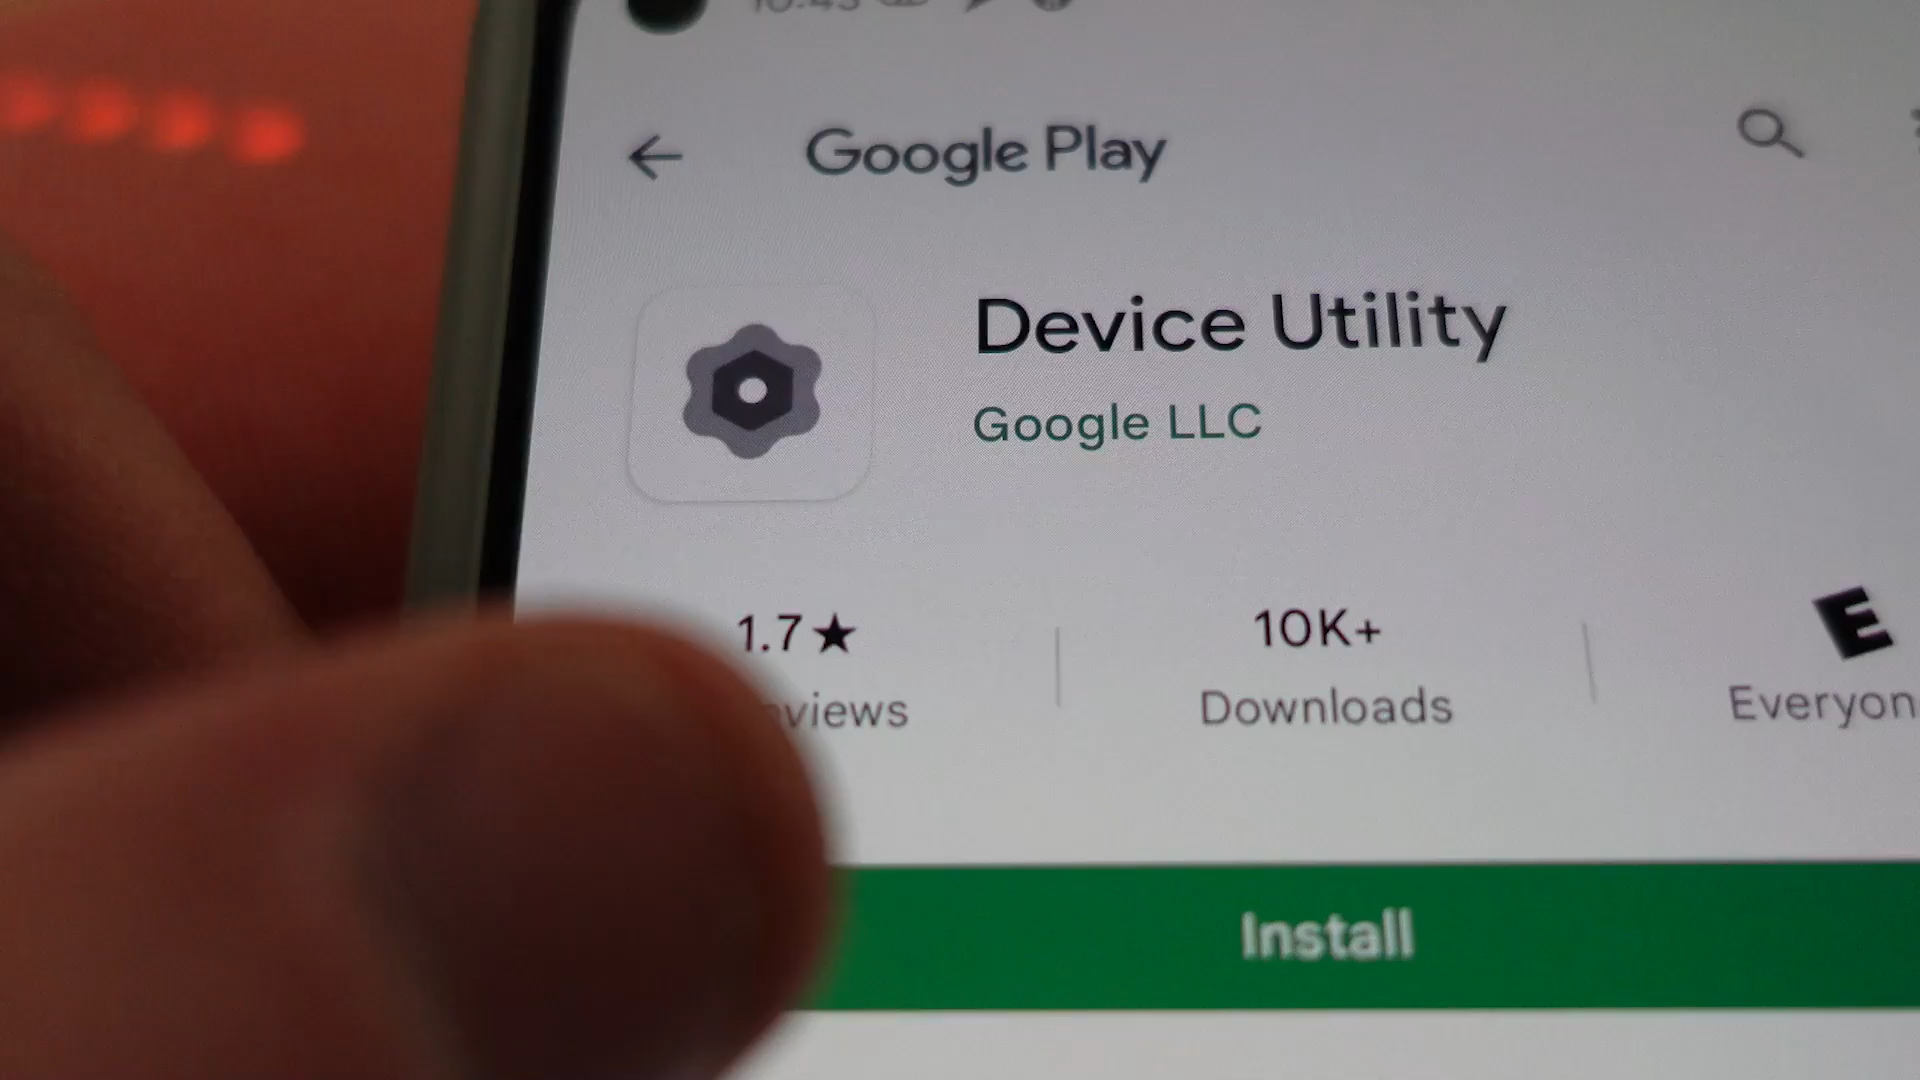 Google Play
Device Utility
Google LLC
1.7★
10K+
E
views
Downloads
Everyon
Install